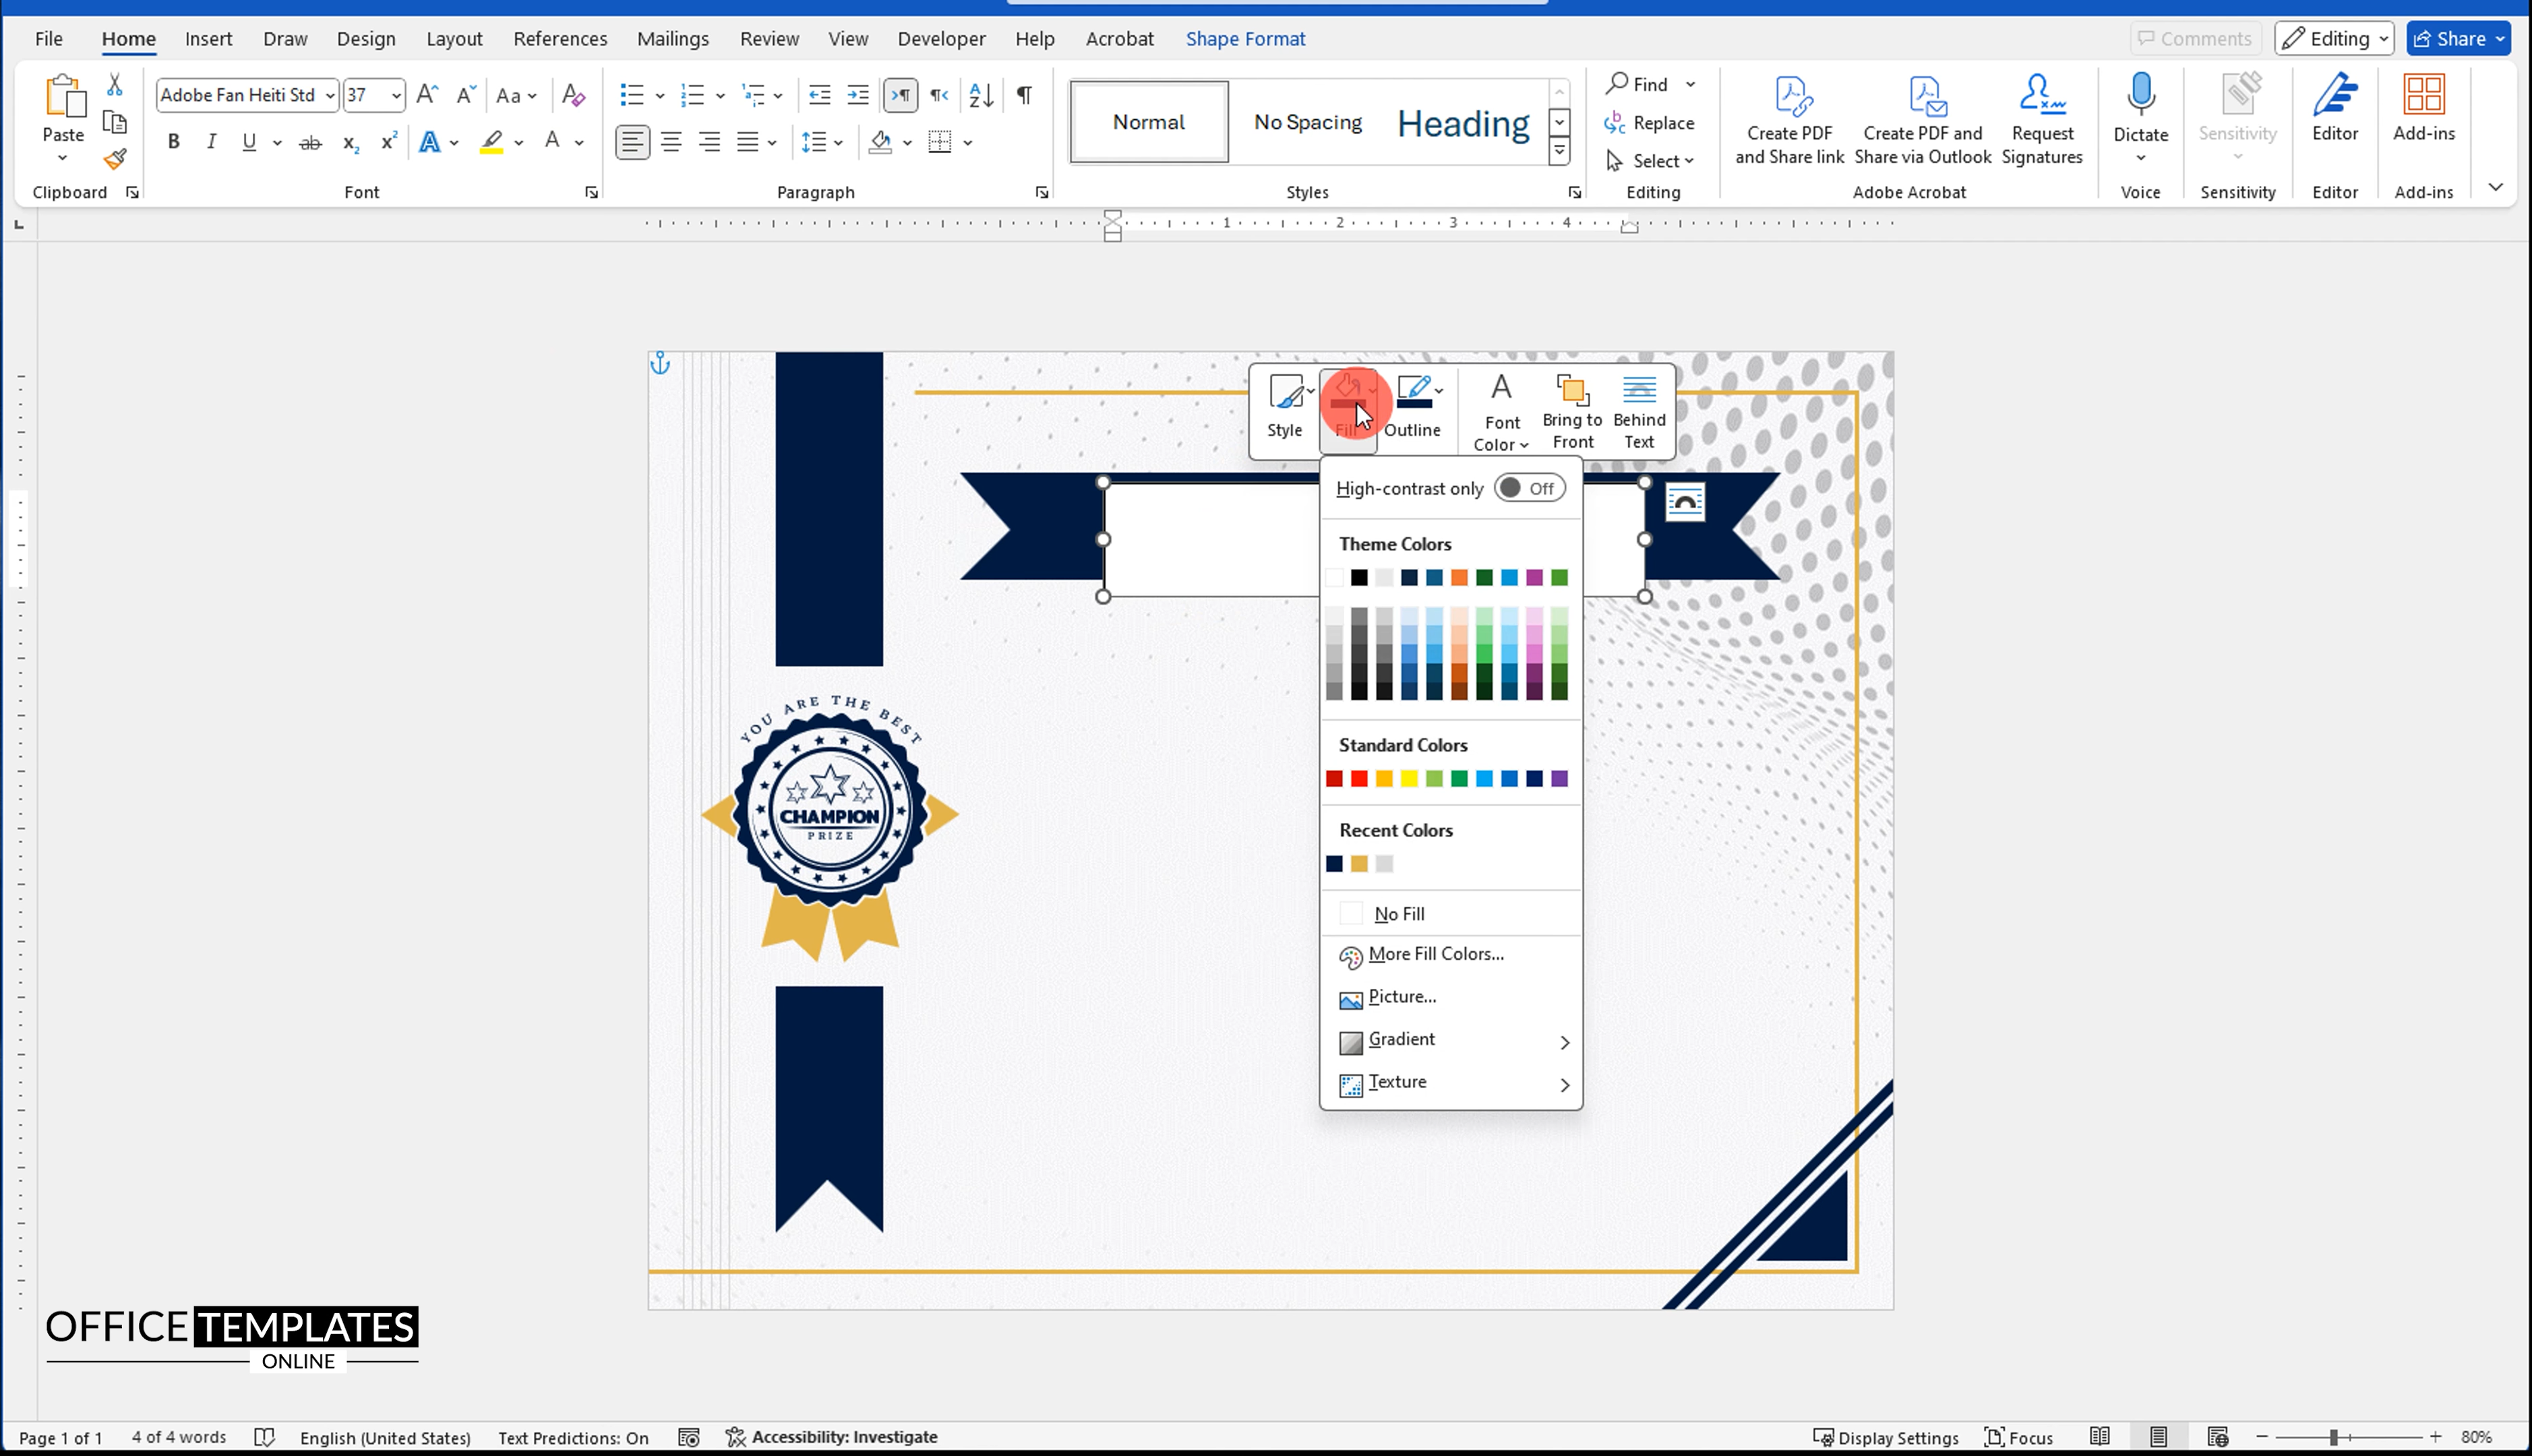 File Home Insert Draw Design Layout References Mailings Review View Developer Help Acrobat Shape Format Comments Editing Share
Paste
Clipboard
Adobe Fan Heiti Std 37
Font
Paragraph
Normal No Spacing Heading
Styles
Find
Replace
Select
Editing
Create PDF and Share link
Create PDF and Share via Outlook
Request Signatures
Adobe Acrobat
Dictate
Voice
Sensitivity
Sensitivity
Editor
Editor
Add-ins
Add-ins
1 2 3 4
Style Fill Outline
Font Color
Bring to Front
Behind Text
High-contrast only Off
Theme Colors
Standard Colors
Recent Colors
No Fill
More Fill Colors...
Picture...
Gradient
Texture
YOU ARE THE BEST
CHAMPION
PRIZE
OFFICE TEMPLATES
ONLINE
Page 1 of 1 4 of 4 words English (United States) Text Predictions: On Accessibility: Investigate Display Settings Focus 80%